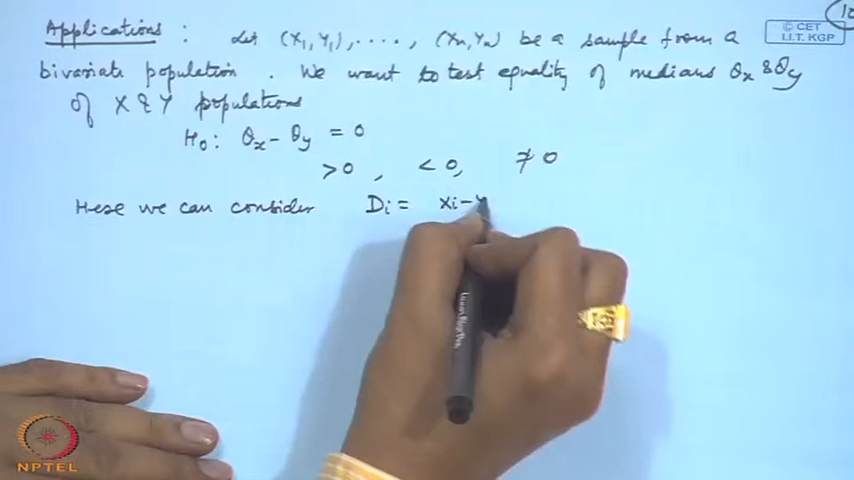 Applications : Let (X₁,Y₁),...., (Xn,Yn) be a sample from a
bivariate population. We want to test equality of medians θx & θy
of X & Y populations
H₀: θx - θy = 0
> 0 , < 0, ≠ 0
Here we can consider Di = Xi - Y
© CET
I.I.T. KGP
NPTEL